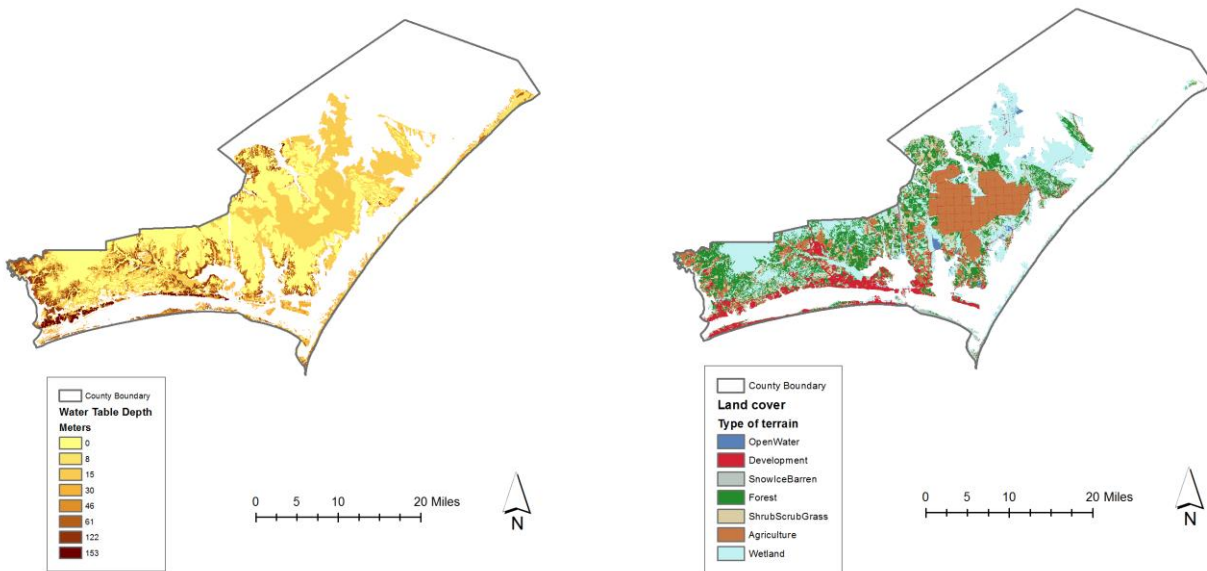 County Boundary
Water Table Depth
Meters
0
8
15
30
46
61
122
153
0 5 10 20 Miles
N
County Boundary
Land cover
Type of terrain
OpenWater
Development
SnowIceBarren
Forest
ShrubScrubGrass
Agriculture
Wetland
0 5 10 20 Miles
N